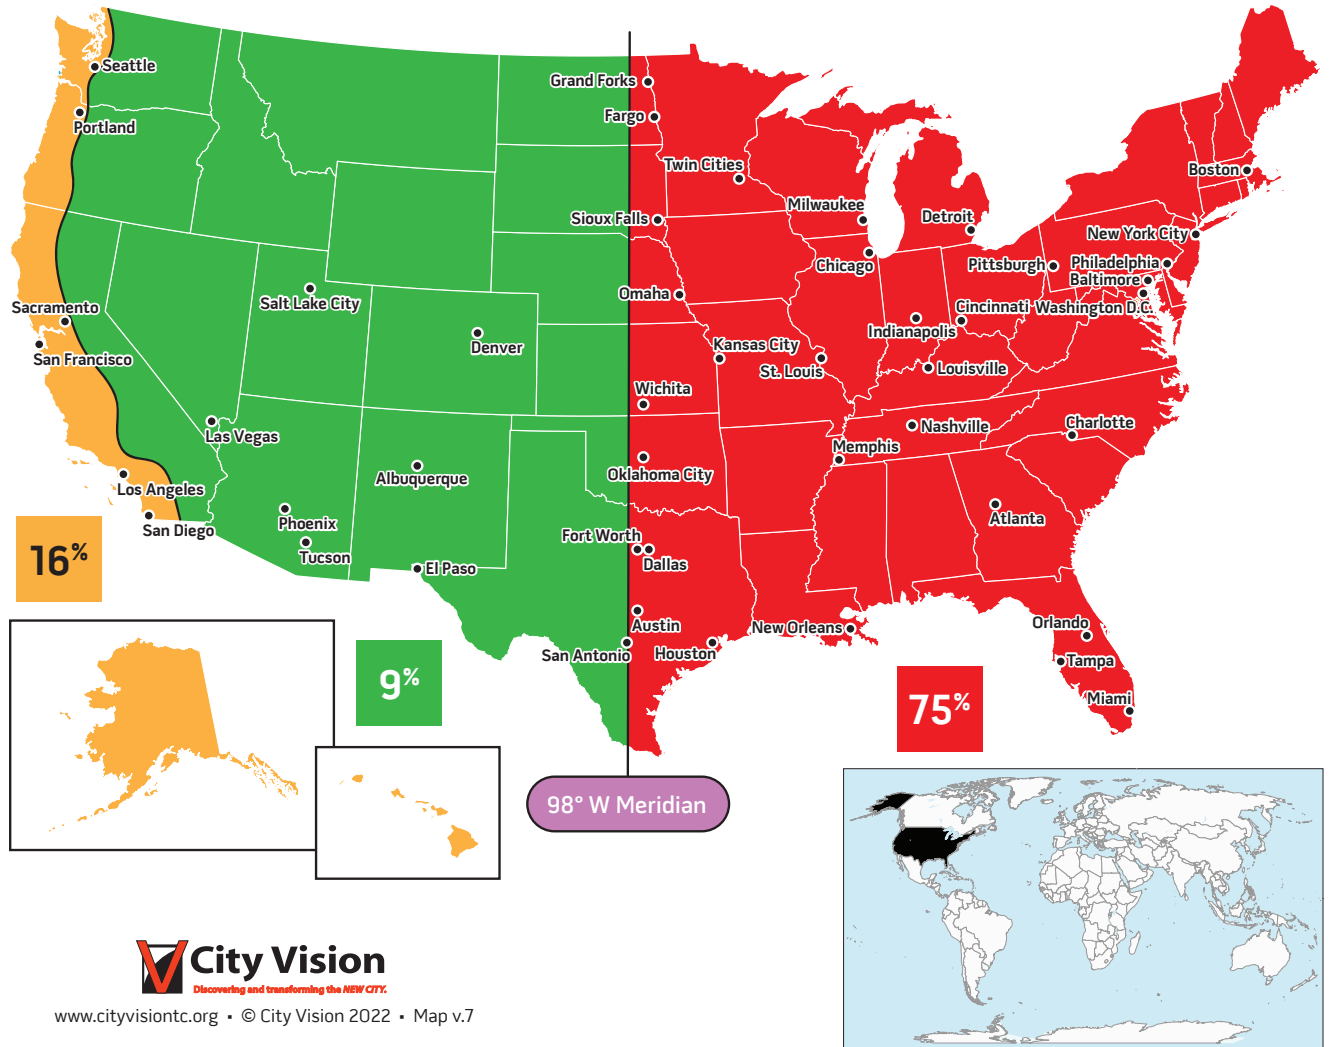 Seattle
Portland
Sacramento
San Francisco
Los Angeles
San Diego
Las Vegas
Salt Lake City
Denver
Albuquerque
Phoenix
Tucson
El Paso
Grand Forks
Fargo
Twin Cities
Sioux Falls
Omaha
Milwaukee
Chicago
Detroit
Kansas City
St. Louis
Wichita
Oklahoma City
Fort Worth
Dallas
Austin
San Antonio
Houston
New Orleans
Indianapolis
Cincinnati
Louisville
Nashville
Memphis
Pittsburgh
Boston
New York City
Philadelphia
Baltimore
Washington D.C.
Charlotte
Atlanta
Orlando
Tampa
Miami
16%
9%
75%
98° W Meridian
City Vision
Discovering and transforming the NEW CITY.
www.cityvisiontc.org • © City Vision 2022 • Map v.7